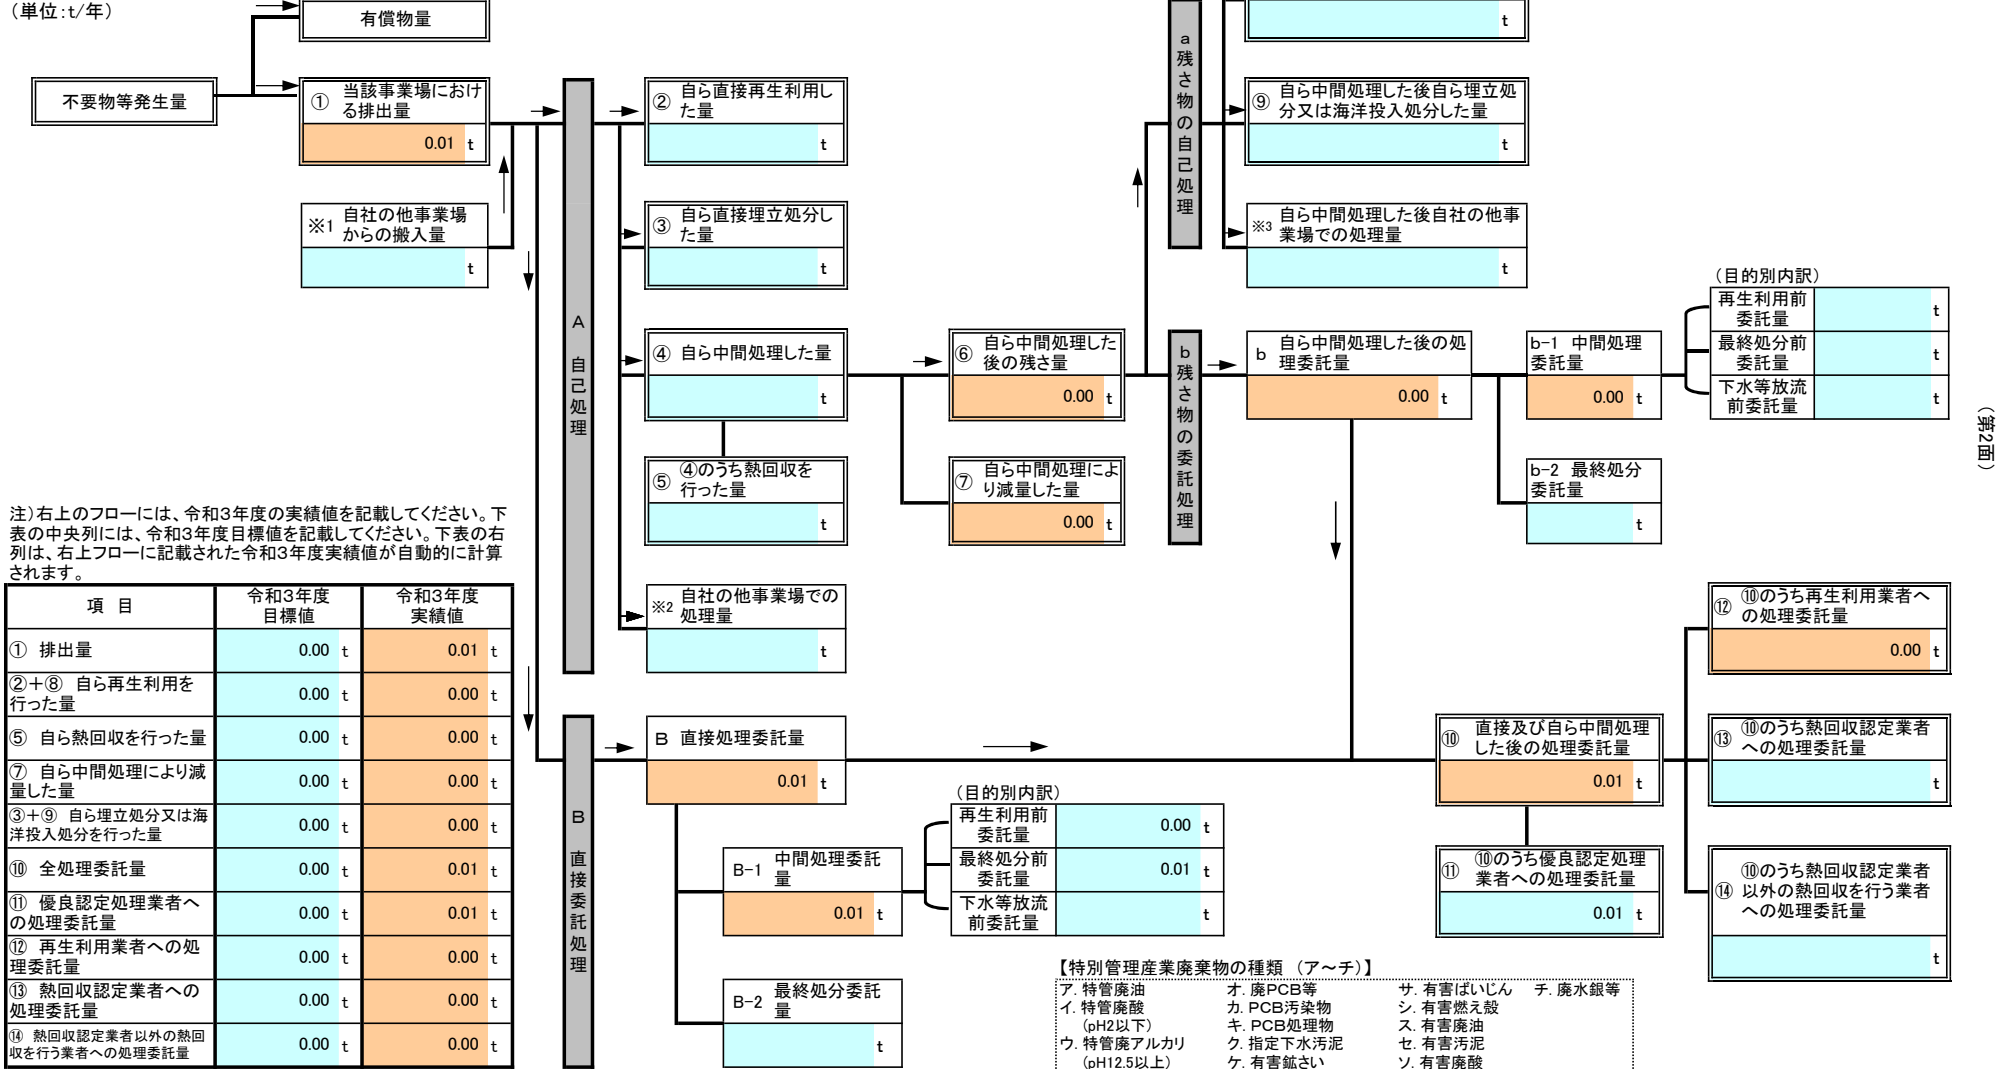 （単位：t/年）
有償物量
不要物等発生量
① 当該事業場におけ
る排出量
0.01 t
※1 自社の他事業場
からの搬入量
t
A 自己処理
② 自ら直接再生利用し
た量
t
③ 自ら直接埋立処分し
た量
t
④ 自ら中間処理した量
t
⑤ ④のうち熱回収を
行った量
t
※2 自社の他事業場での
処理量
t
⑥ 自ら中間処理した
後の残さ量
0.00 t
⑦ 自ら中間処理によ
り減量した量
0.00 t
a 残さ物の自己処理
t
⑨ 自ら中間処理した後自ら埋立処
分又は海洋投入処分した量
t
※3 自ら中間処理した後自社の他事
業場での処理量
t
b 残さ物の委託処理
b 自ら中間処理した後の処
理委託量
0.00 t
b-1 中間処理
委託量
0.00 t
b-2 最終処分
委託量
t
（目的別内訳）
再生利用前
委託量
t
最終処分前
委託量
t
下水等放流
前委託量
t
（第2面）
注）右上のフローには、令和3年度の実績値を記載してください。下
表の中央列には、令和3年度目標値を記載してください。下表の右
列は、右上フローに記載された令和3年度実績値が自動的に計算
されます。
項 目
令和3年度
目標値
令和3年度
実績値
① 排出量 0.00 t 0.01 t
②＋⑧ 自ら再生利用を
行った量 0.00 t 0.00 t
⑤ 自ら熱回収を行った量 0.00 t 0.00 t
⑦ 自ら中間処理により減
量した量 0.00 t 0.00 t
③＋⑨ 自ら埋立処分又は海
洋投入処分を行った量 0.00 t 0.00 t
⑩ 全処理委託量 0.00 t 0.01 t
⑪ 優良認定処理業者へ
の処理委託量 0.00 t 0.01 t
⑫ 再生利用業者への処
理委託量 0.00 t 0.00 t
⑬ 熱回収認定業者への
処理委託量 0.00 t 0.00 t
⑭ 熱回収認定業者以外の熱回
収を行う業者への処理委託量 0.00 t 0.00 t
B 直接委託処理
B 直接処理委託量
0.01 t
B-1 中間処理委託
量
0.01 t
B-2 最終処分委託
量
t
（目的別内訳）
再生利用前
委託量
0.00 t
最終処分前
委託量
0.01 t
下水等放流
前委託量
t
⑩ 直接及び自ら中間処理
した後の処理委託量
0.01 t
⑪ ⑩のうち優良認定処理
業者への処理委託量
0.01 t
⑫ ⑩のうち再生利用業者へ
の処理委託量
0.00 t
⑬ ⑩のうち熱回収認定業者
への処理委託量
t
⑭ ⑩のうち熱回収認定業者
以外の熱回収を行う業者
への処理委託量
t
【特別管理産業廃棄物の種類 （ア～チ）】
ア. 特管廃油 オ. 廃PCB等 サ. 有害ばいじん チ. 廃水銀等
イ. 特管廃酸 カ. PCB汚染物 シ. 有害燃え殻
（pH2以下） キ. PCB処理物 ス. 有害廃油
ウ. 特管廃アルカリ ク. 指定下水汚泥 セ. 有害汚泥
（pH12.5以上） ケ. 有害鉱さい ソ. 有害廃酸